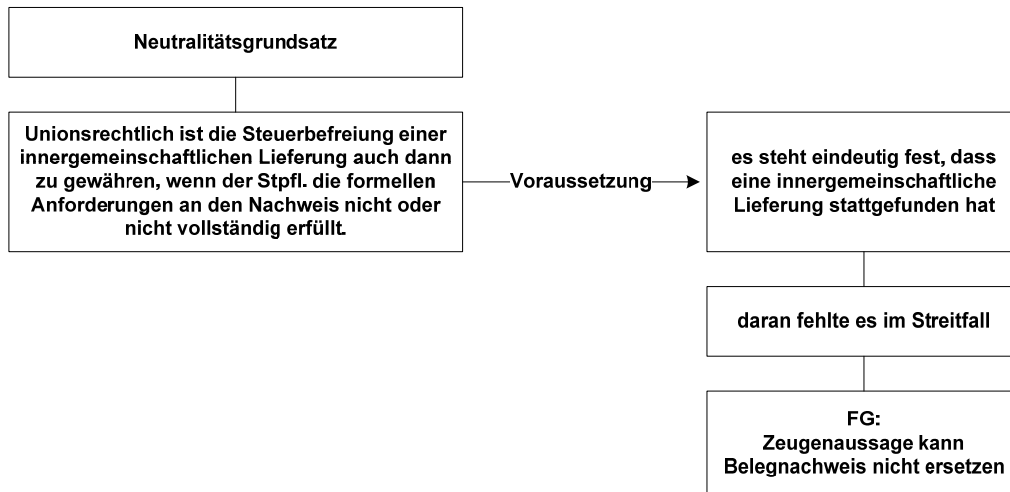 Neutralitätsgrundsatz
Unionsrechtlich ist die Steuerbefreiung einer
innergemeinschaftlichen Lieferung auch dann
zu gewähren, wenn der Stpfl. die formellen
Anforderungen an den Nachweis nicht oder
nicht vollständig erfüllt.
Voraussetzung
es steht eindeutig fest, dass
eine innergemeinschaftliche
Lieferung stattgefunden hat
daran fehlte es im Streitfall
FG:
Zeugenaussage kann
Belegnachweis nicht ersetzen